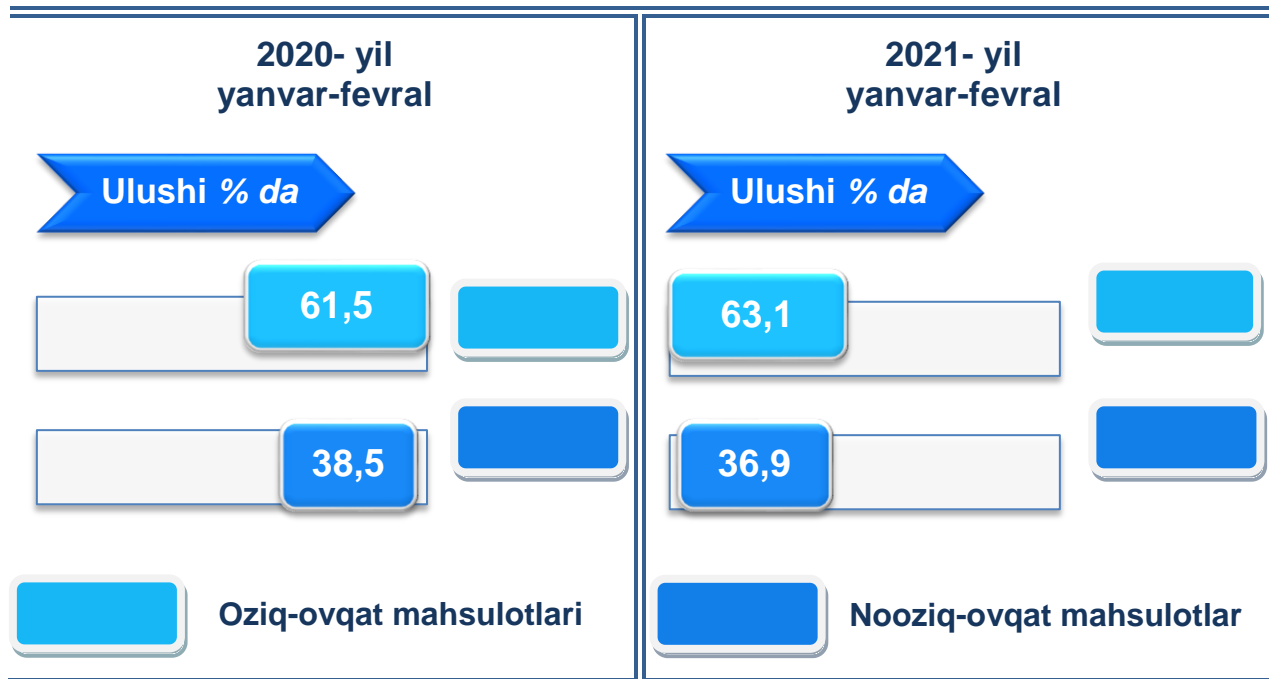 2020- yil
yanvar-fevral
Ulushi % da
61,5
38,5
2021- yil
yanvar-fevral
Ulushi % da
63,1
36,9
Oziq-ovqat mahsulotlari
Nooziq-ovqat mahsulotlar